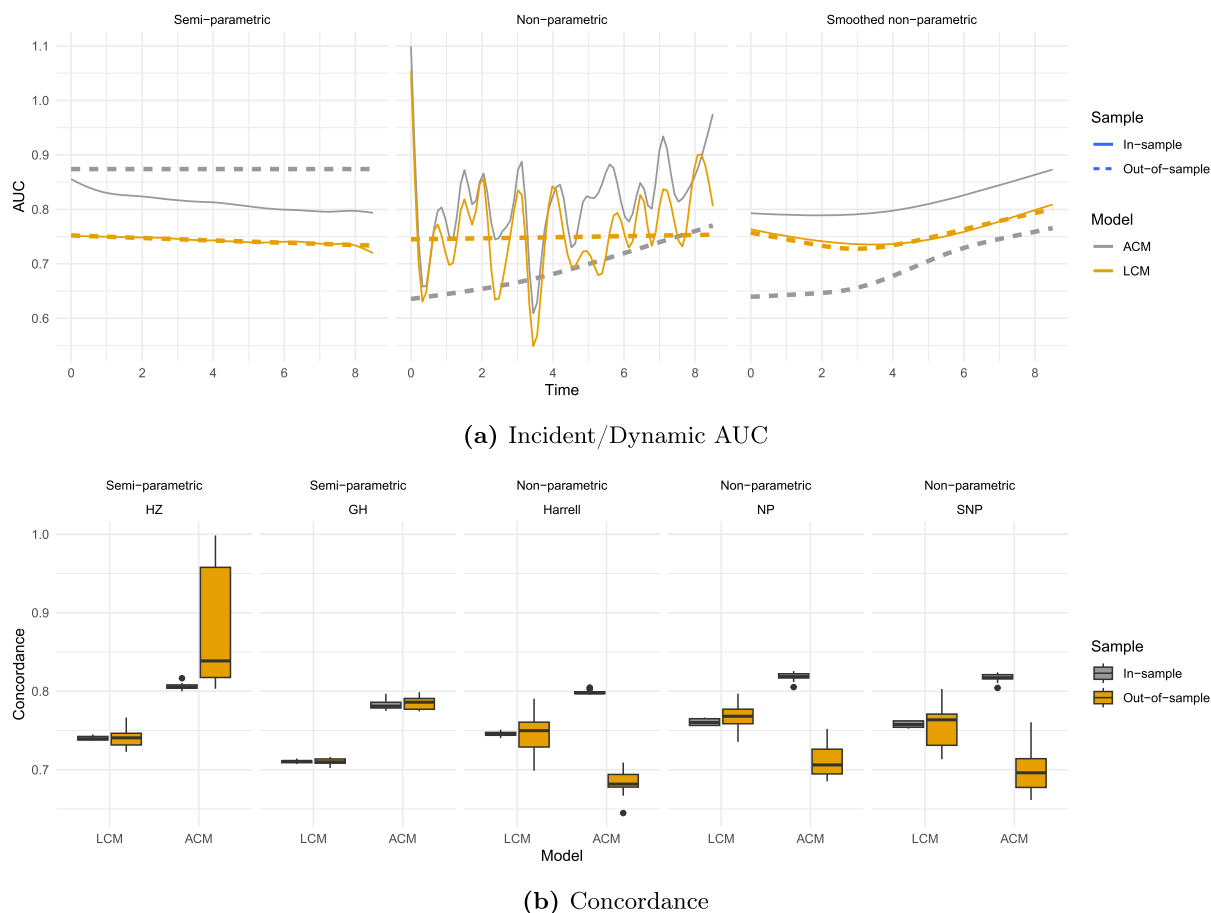 Semi−parametric
Non−parametric
Smoothed non−parametric
AUC
1.1
1.0
0.9
0.8
0.7
0.6
0 2 4 6 8
0 2 4 6 8
0 2 4 6 8
Time
Sample
In−sample
Out−of−sample
Model
ACM
LCM
(a) Incident/Dynamic AUC
Semi−parametric
Semi−parametric
Non−parametric
Non−parametric
Non−parametric
HZ
GH
Harrell
NP
SNP
Concordance
1.0
0.9
0.8
0.7
LCM ACM
LCM ACM
LCM ACM
LCM ACM
LCM ACM
Model
Sample
In−sample
Out−of−sample
(b) Concordance